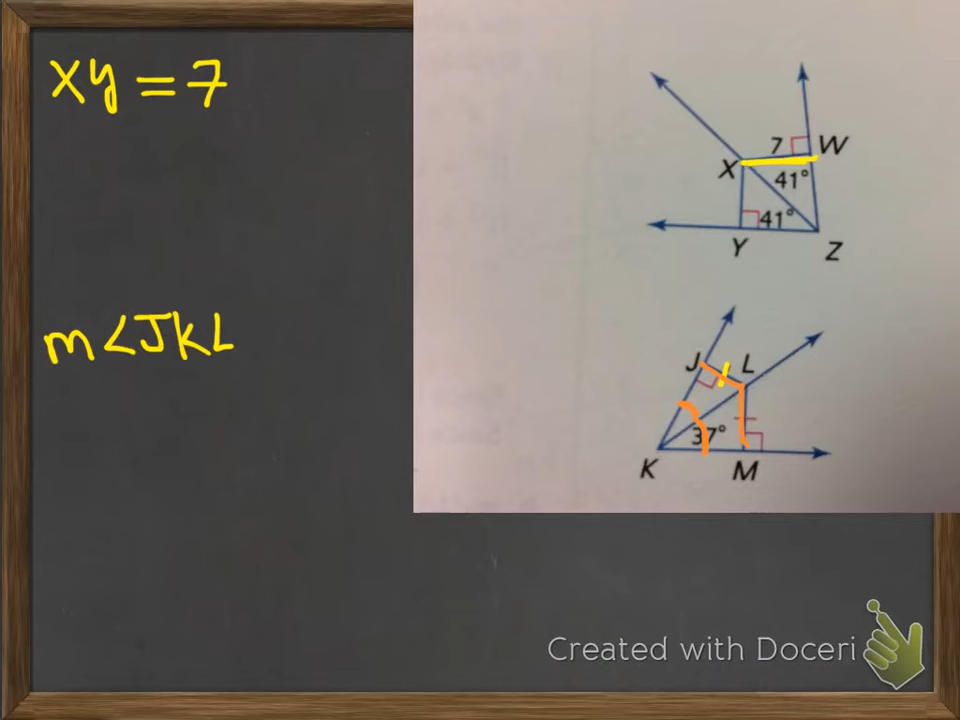 xy = 7
7
W
X
41°
41°
Y
Z
m<JKL
J
L
37°
K
M
Created with Doceri